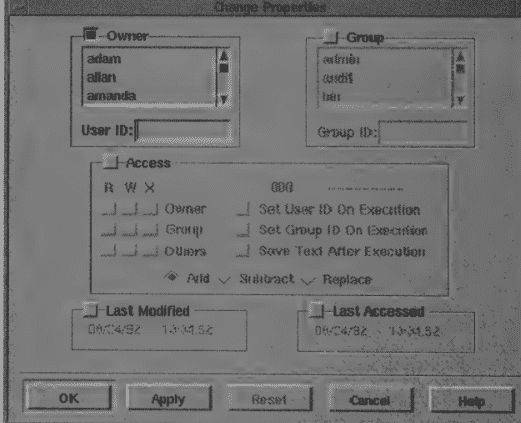 Change Properties
Owner
Group
adam
allan
amanda
admin
audit
bin
User ID:
Group ID:
Access
R W X
000 ----------
Owner
Set User ID On Execution
Group
Set Group ID On Execution
Others
Save Text After Execution
Add
Subtract
Replace
Last Modified
Last Accessed
OK
Apply
Reset
Cancel
Help